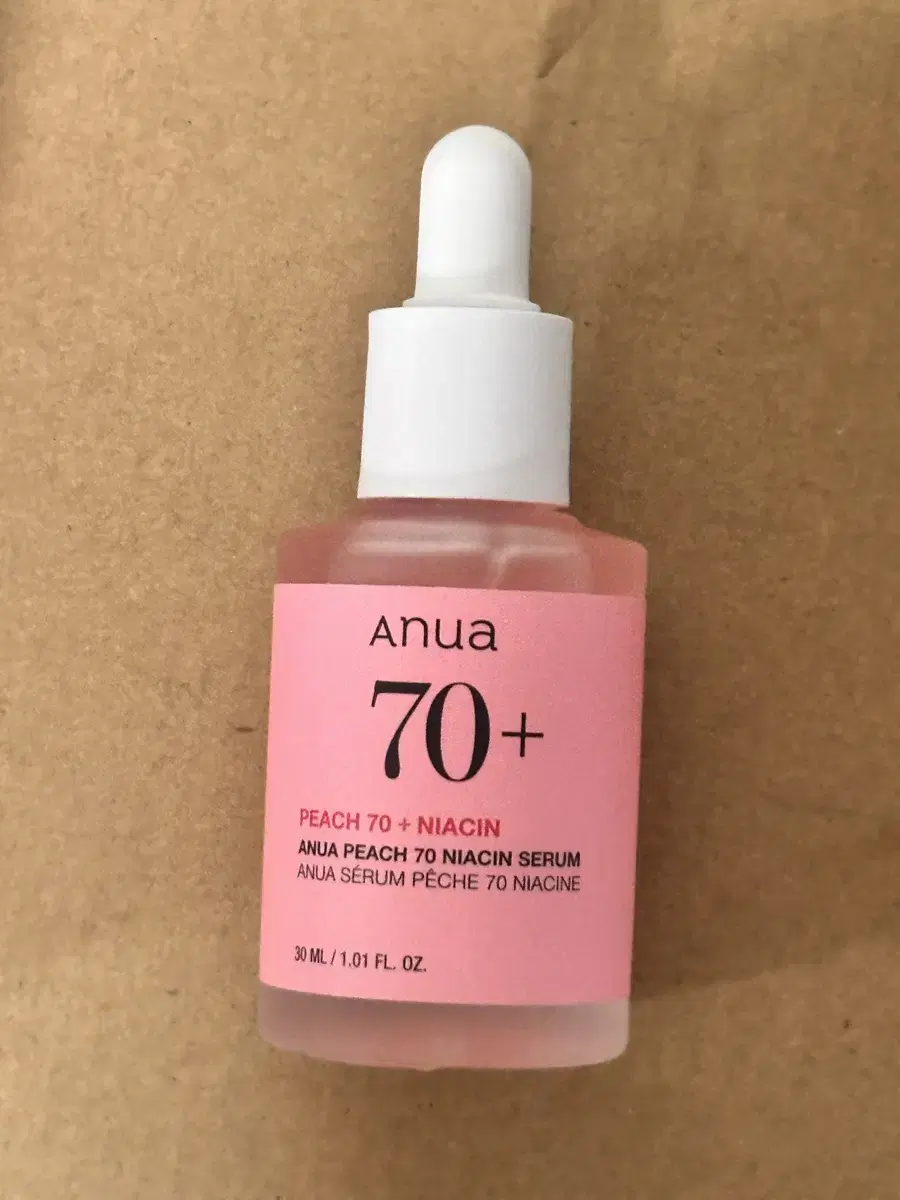 Anua
70+
PEACH 70 + NIACIN
ANUA PEACH 70 NIACIN SERUM
ANUA SÉRUM PÊCHE 70 NIACINE
30 ML / 1.01 FL. OZ.